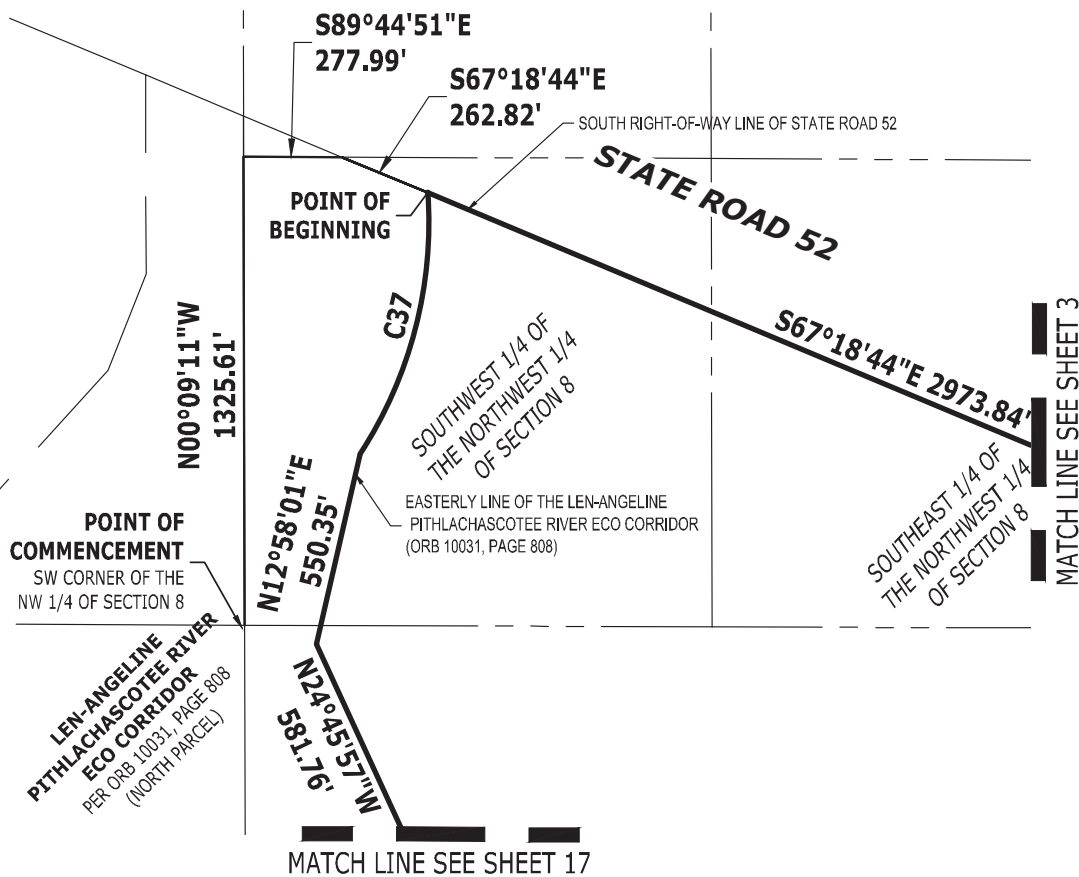 S89°44'51"E
277.99'
S67°18'44"E
262.82'
SOUTH RIGHT-OF-WAY LINE OF STATE ROAD 52
STATE ROAD 52
POINT OF
BEGINNING
C37
N00°09'11"W
1325.61'
SOUTHWEST 1/4 OF
THE NORTHWEST 1/4
OF SECTION 8
S67°18'44"E 2973.84'
MATCH LINE SEE SHEET 3
N12°58'01"E
550.35'
EASTERLY LINE OF THE LEN-ANGELINE
PITHLACHASCOTEE RIVER ECO CORRIDOR
(ORB 10031, PAGE 808)
SOUTHEAST 1/4 OF
THE NORTHWEST 1/4
OF SECTION 8
POINT OF
COMMENCEMENT
SW CORNER OF THE
NW 1/4 OF SECTION 8
LEN-ANGELINE
PITHLACHASCOTEE RIVER
ECO CORRIDOR
PER ORB 10031, PAGE 808
(NORTH PARCEL)
N24°45'57"W
581.76'
MATCH LINE SEE SHEET 17